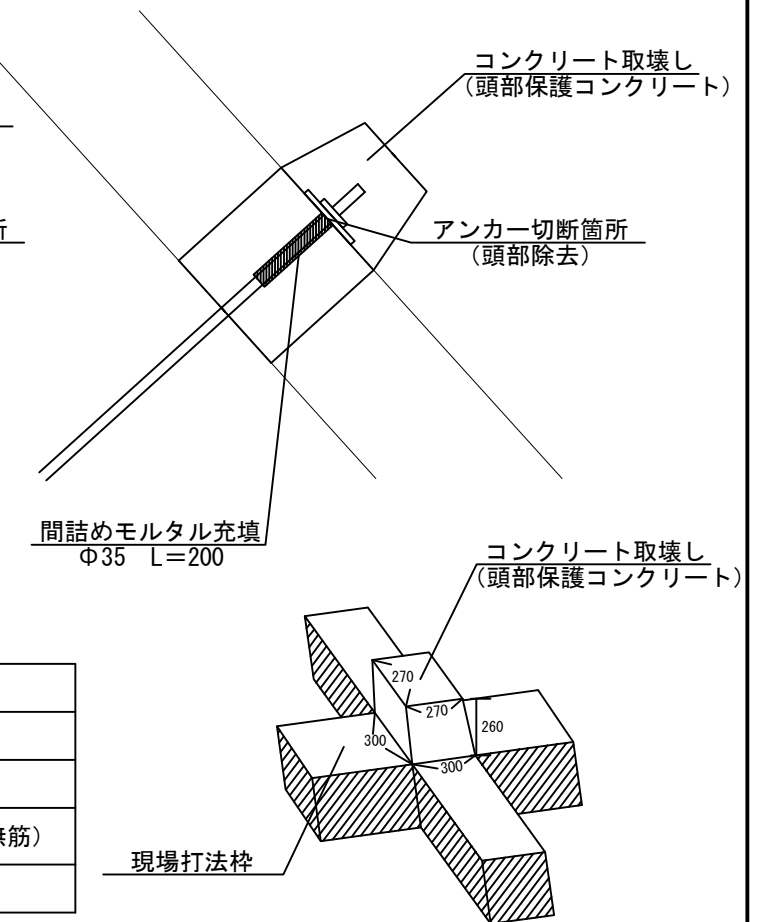 コンクリート取壊し
(頭部保護コンクリート)
所
アンカー切断箇所
(頭部除去)
間詰めモルタル充填
Φ35 L=200
コンクリート取壊し
(頭部保護コンクリート)
270
270
260
300
300
無筋)
現場打法枠